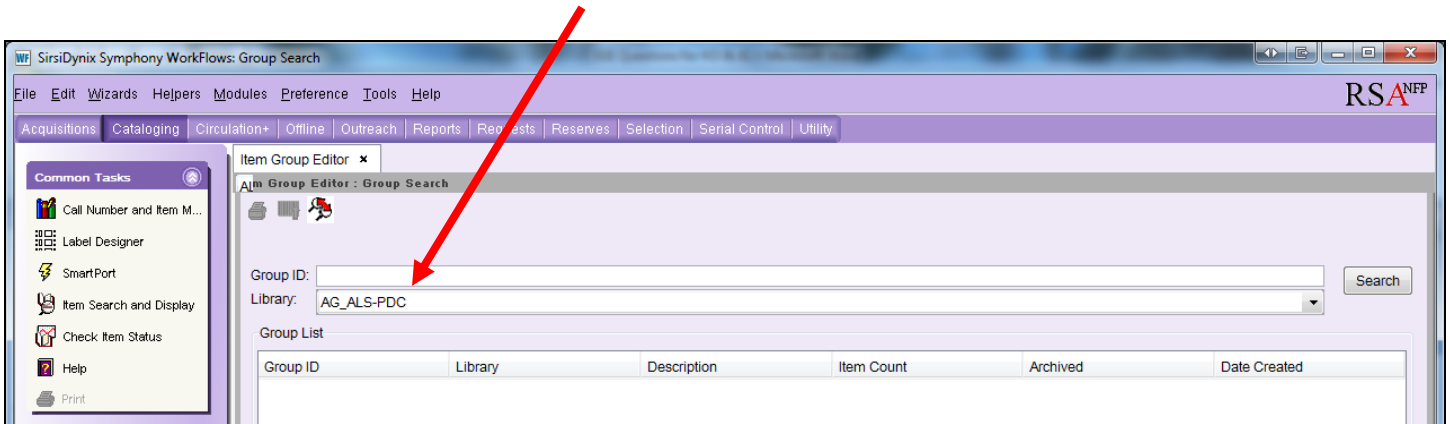 WF SirsiDynix Symphony WorkFlows: Group Search
File Edit Wizards Helpers Modules Preference Tools Help
RSA NFP
Acquisitions Cataloging Circulation+ Offline Outreach Reports Requests Reserves Selection Serial Control Utility
Item Group Editor ×
Common Tasks
Al m Group Editor : Group Search
Call Number and Item M...
Label Designer
SmartPort
Group ID:
Search
Library: AG_ALS-PDC
Item Search and Display
Check Item Status
Group List
Help
Group ID Library Description Item Count Archived Date Created
Print